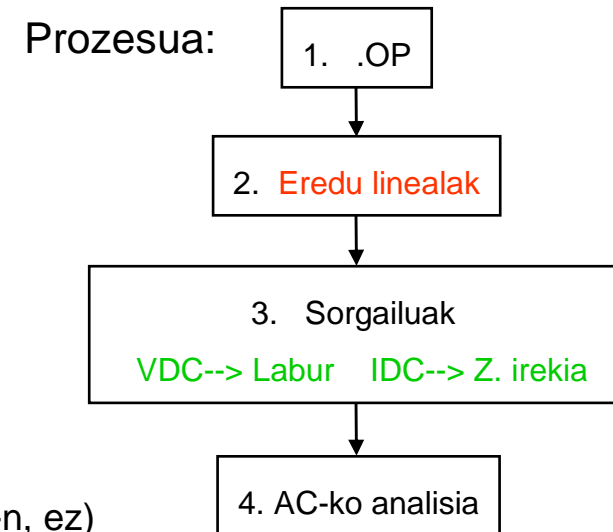 Prozesua:
1. .OP
2. Eredu linealak
3. Sorgailuak
VDC--> Labur IDC--> Z. irekia
4. AC-ko analisia
n, ez)